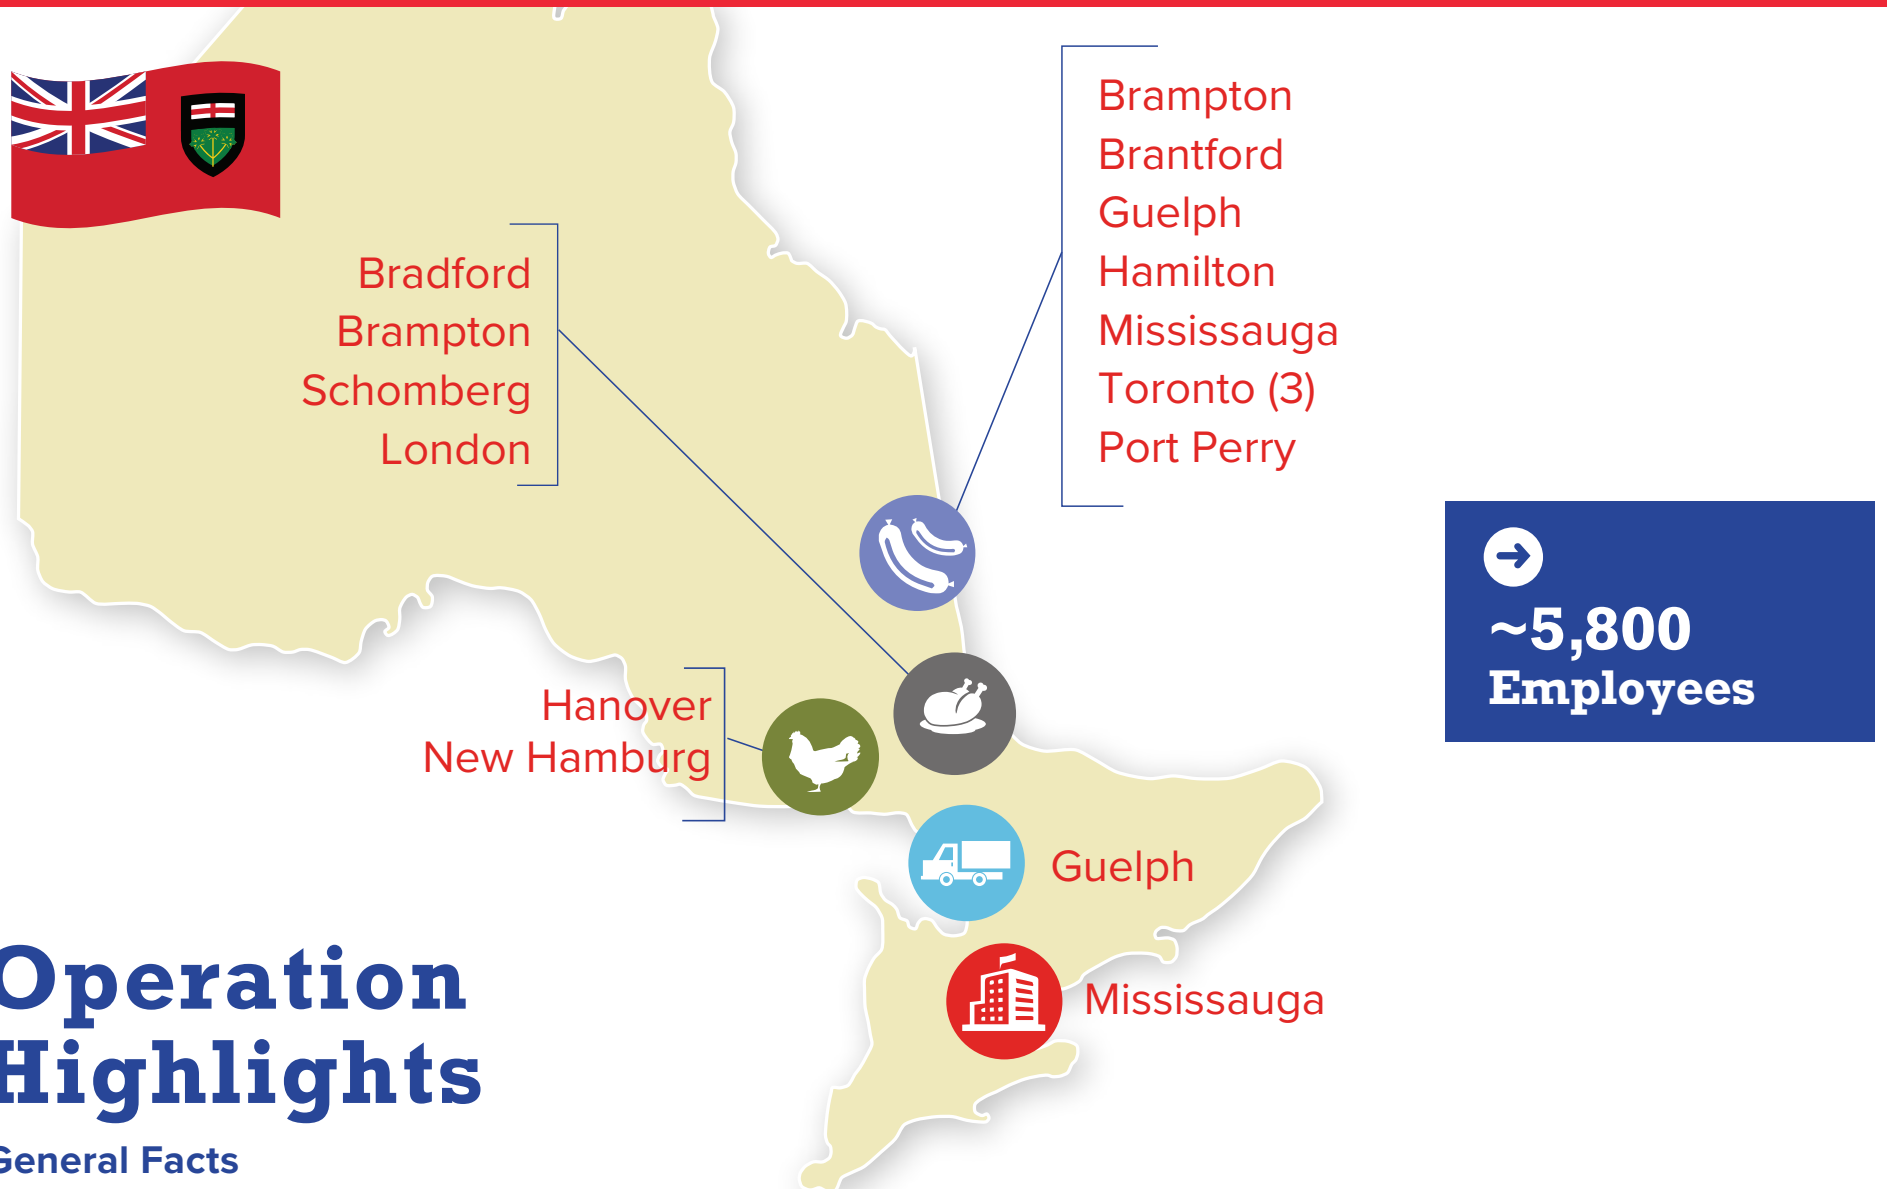 Brampton
Brantford
Guelph
Hamilton
Mississauga
Toronto (3)
Port Perry
Bradford
Brampton
Schomberg
London
~5,800
Employees
Hanover
New Hamburg
Guelph
Mississauga
Operation
Highlights
General Facts